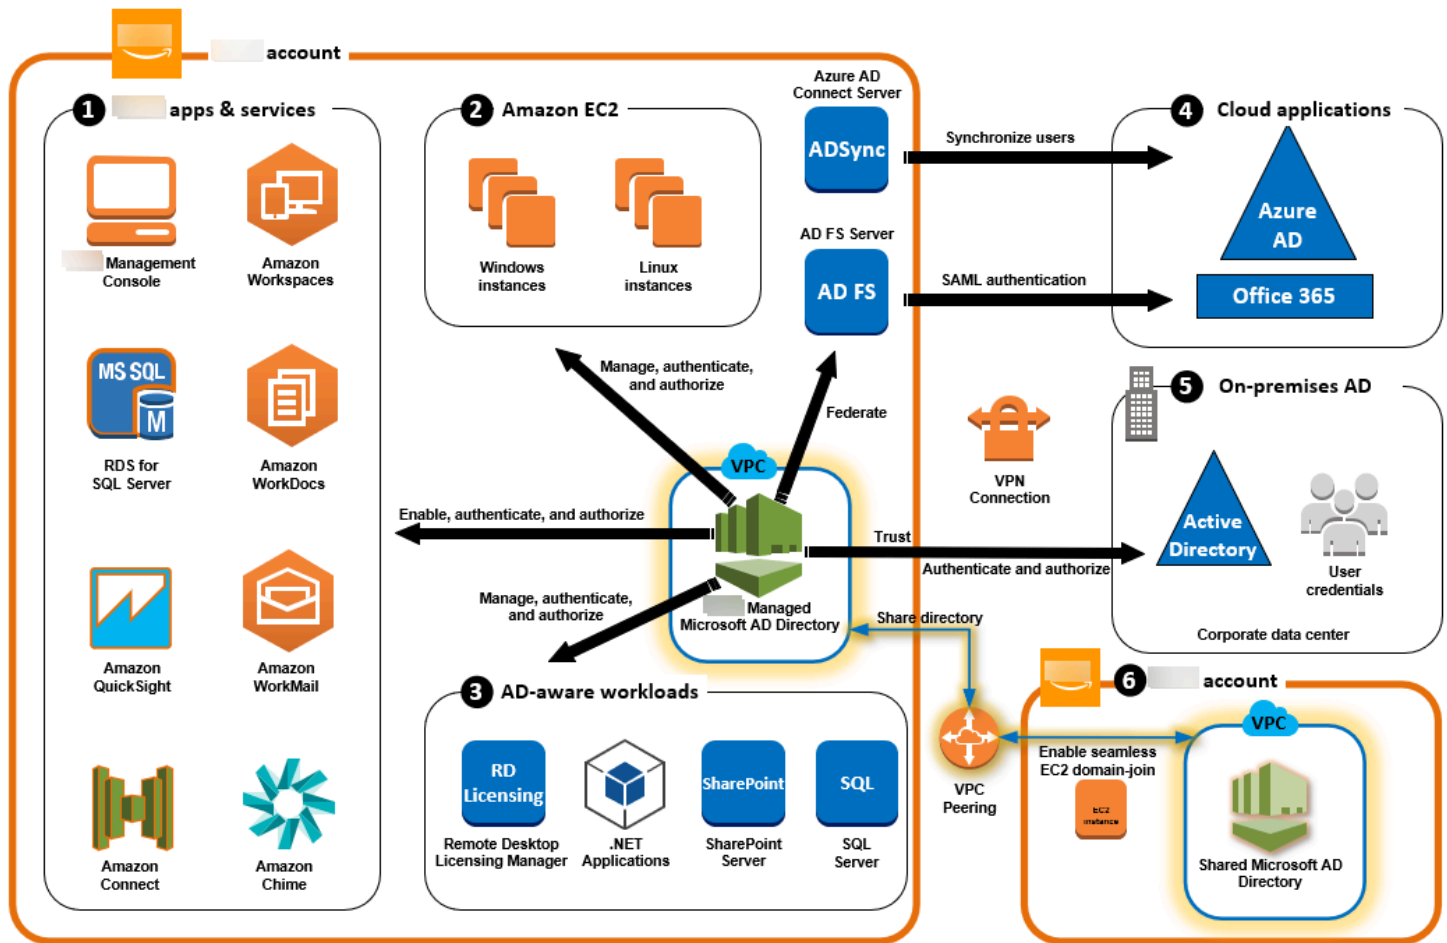 account
1 apps & services
Management
Console
Amazon
Workspaces
MS SQL
M
RDS for
SQL Server
Amazon
WorkDocs
Amazon
QuickSight
Amazon
WorkMail
Amazon
Connect
Amazon
Chime
2 Amazon EC2
Windows
instances
Linux
instances
Azure AD
Connect Server
ADSync
Synchronize users
AD FS Server
AD FS
SAML authentication
4 Cloud applications
Azure
AD
Office 365
Manage, authenticate,
and authorize
Federate
VPC
Enable, authenticate, and authorize
Managed
Microsoft AD Directory
Manage, authenticate,
and authorize
Trust
Authenticate and authorize
VPN
Connection
5 On-premises AD
Active
Directory
User
credentials
Corporate data center
Share directory
3 AD-aware workloads
RD
Licensing
Remote Desktop
Licensing Manager
.NET
Applications
SharePoint
SharePoint
Server
SQL
SQL
Server
VPC
Peering
6 account
Enable seamless
EC2 domain-join
EC2
Instance
VPC
Shared Microsoft AD
Directory